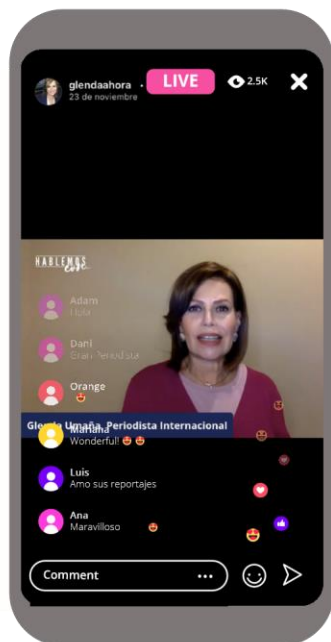 glendaahora . LIVE 2.5K
23 de noviembre
HABLEMOS
LIVE
Adam
Hola
Dani
Gran Periodista
Orange
Glenda Umaña, Periodista Internacional
Mariana
Wonderful!
Luis
Amo sus reportajes
Ana
Maravilloso
Comment